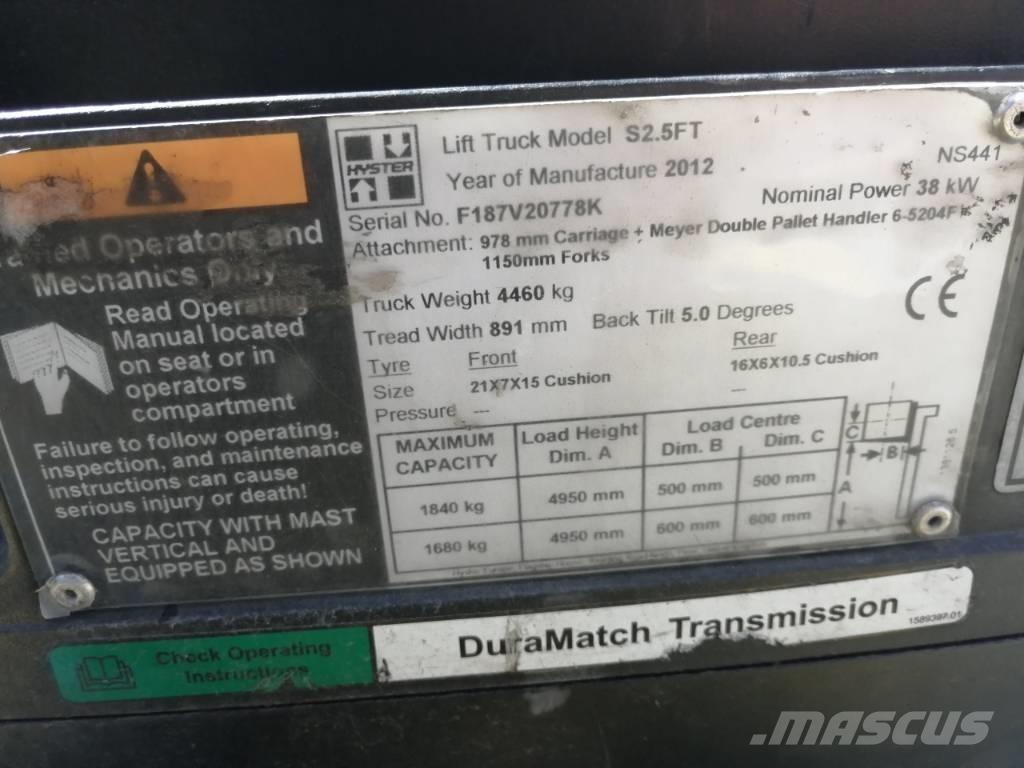 HYSTER
Lift Truck Model S2.5FT
Year of Manufacture 2012
NS441
Serial No. F187V20778K
Nominal Power 38 kW
Attachment: 978 mm Carriage + Meyer Double Pallet Handler 6-5204F
1150mm Forks
Truck Weight 4460 kg
Tread Width 891 mm Back Tilt 5.0 Degrees
Tyre Front Rear
Size 21X7X15 Cushion 16X6X10.5 Cushion
Pressure --- ---
MAXIMUM CAPACITY Load Height Dim. A Load Centre Dim. B Dim. C
1840 kg 4950 mm 500 mm 500 mm
1680 kg 4950 mm 600 mm 600 mm
C
B
A
Operators and
Mechanics Only
Read Operating
Manual located
on seat or in
operators
compartment
Failure to follow operating,
inspection, and maintenance
instructions can cause
serious injury or death!
CAPACITY WITH MAST
VERTICAL AND
EQUIPPED AS SHOWN
Check Operating
Instructions
DuraMatch Transmission
1589397-01
MASCUS